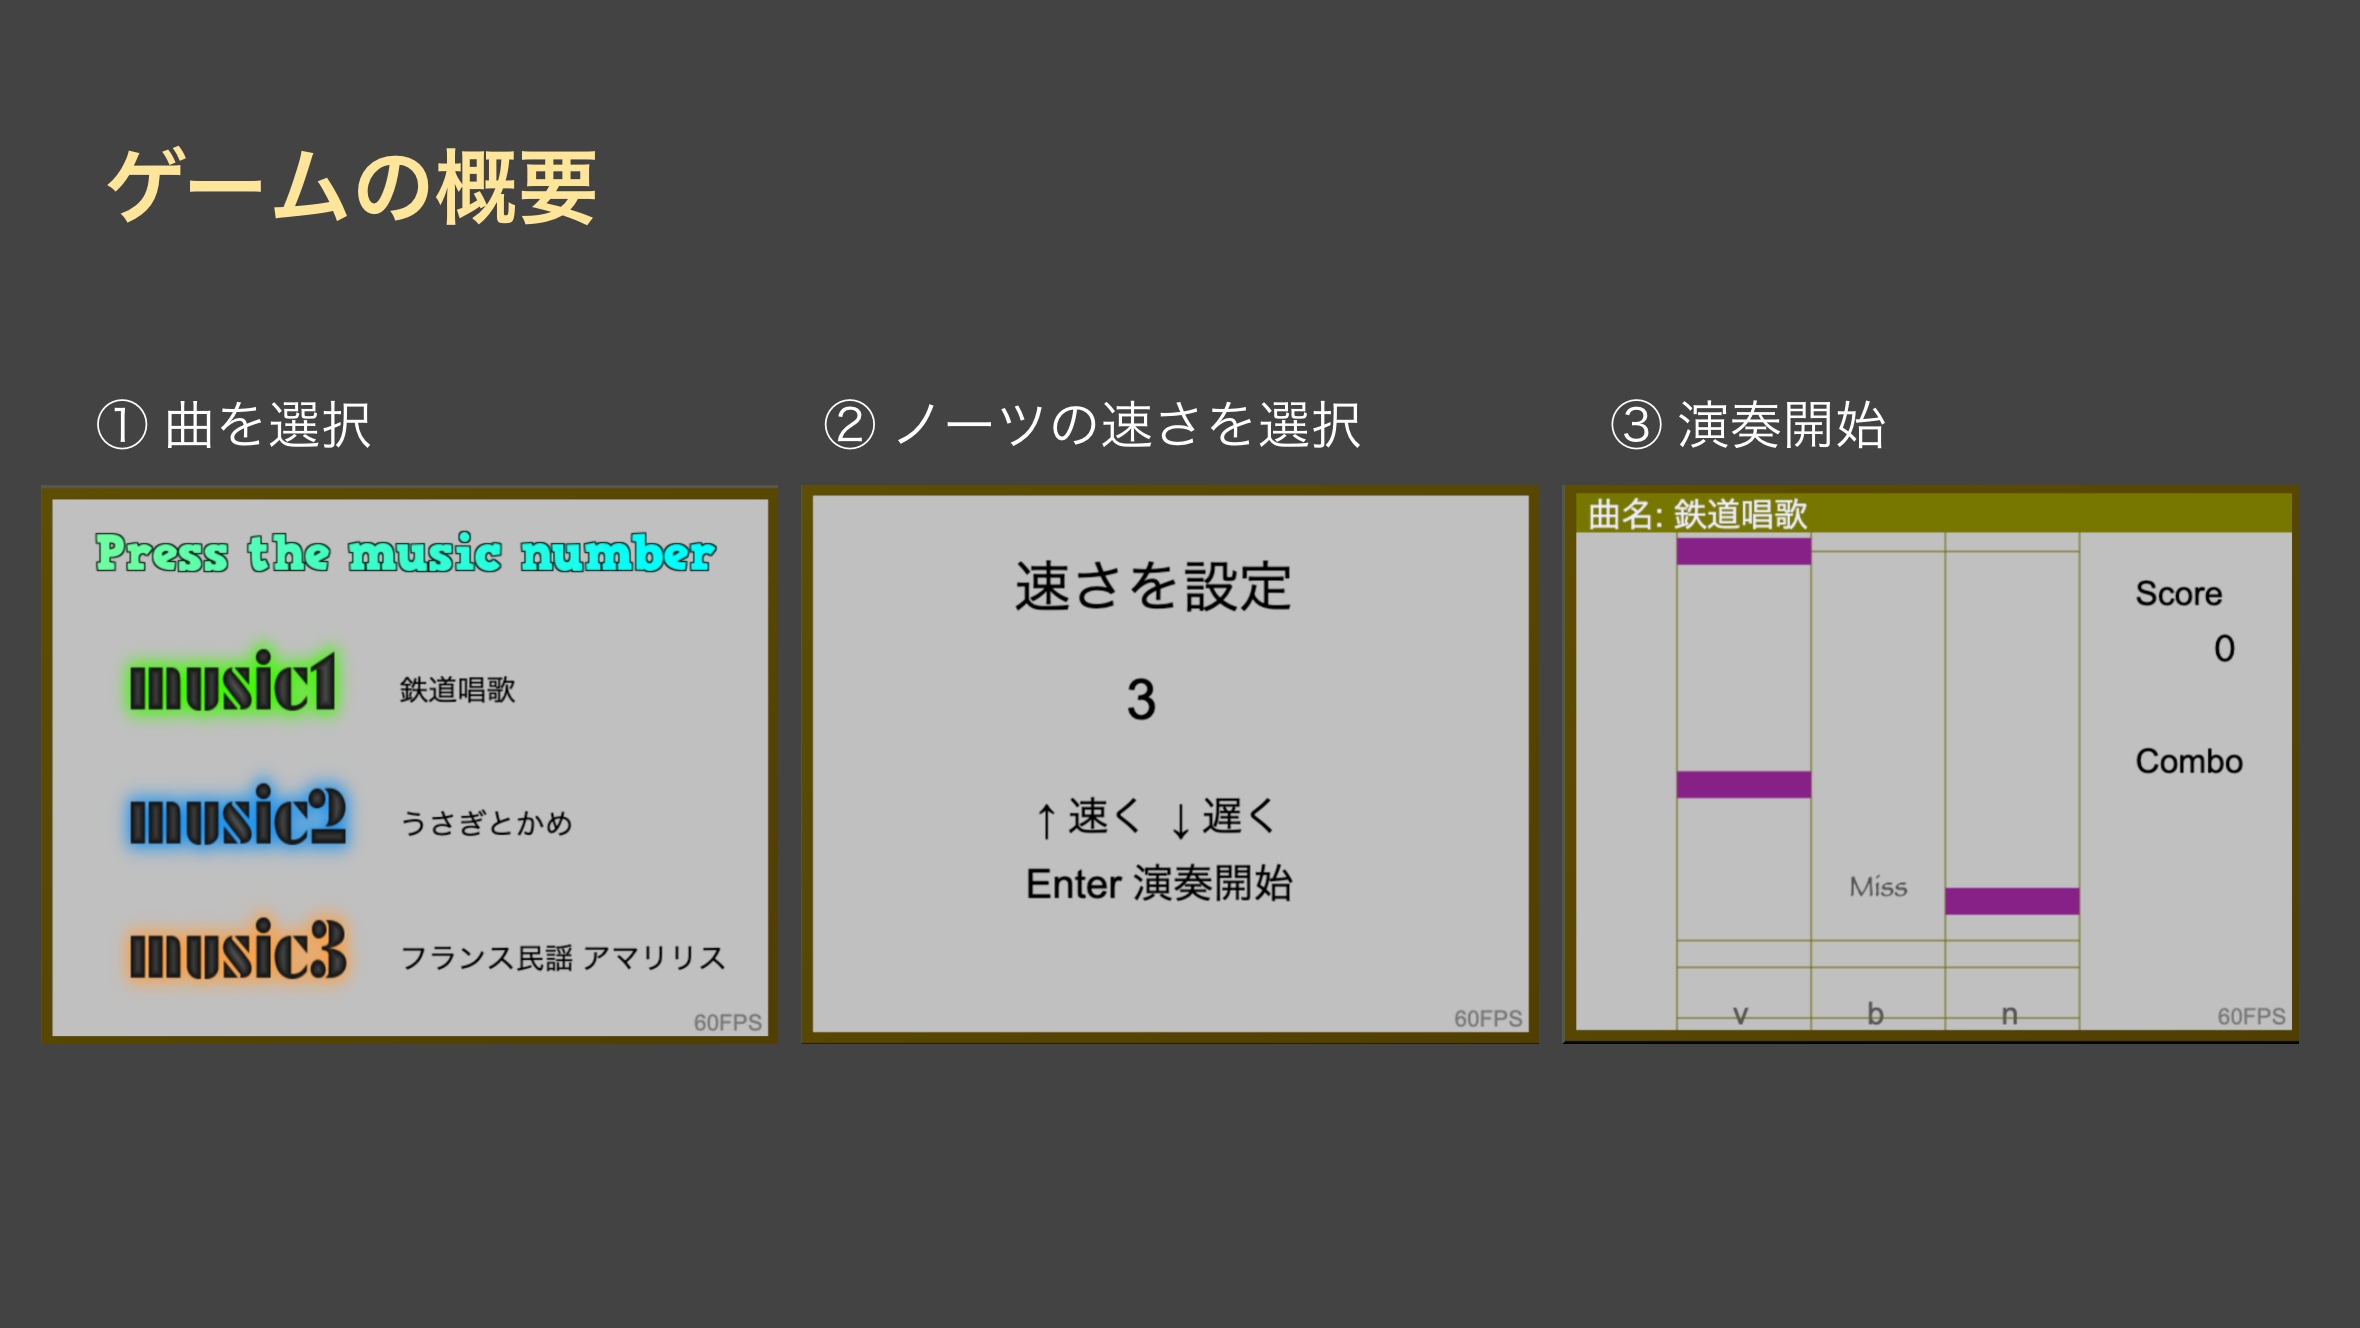 ゲームの概要
① 曲を選択
Press the music number
music1 鉄道唱歌
music2 うさぎとかめ
music3 フランス民謡 アマリリス
60FPS
② ノーツの速さを選択
速さを設定
3
↑速く ↓遅く
Enter 演奏開始
60FPS
③ 演奏開始
曲名: 鉄道唱歌
Score
0
Combo
Miss
v b n
60FPS